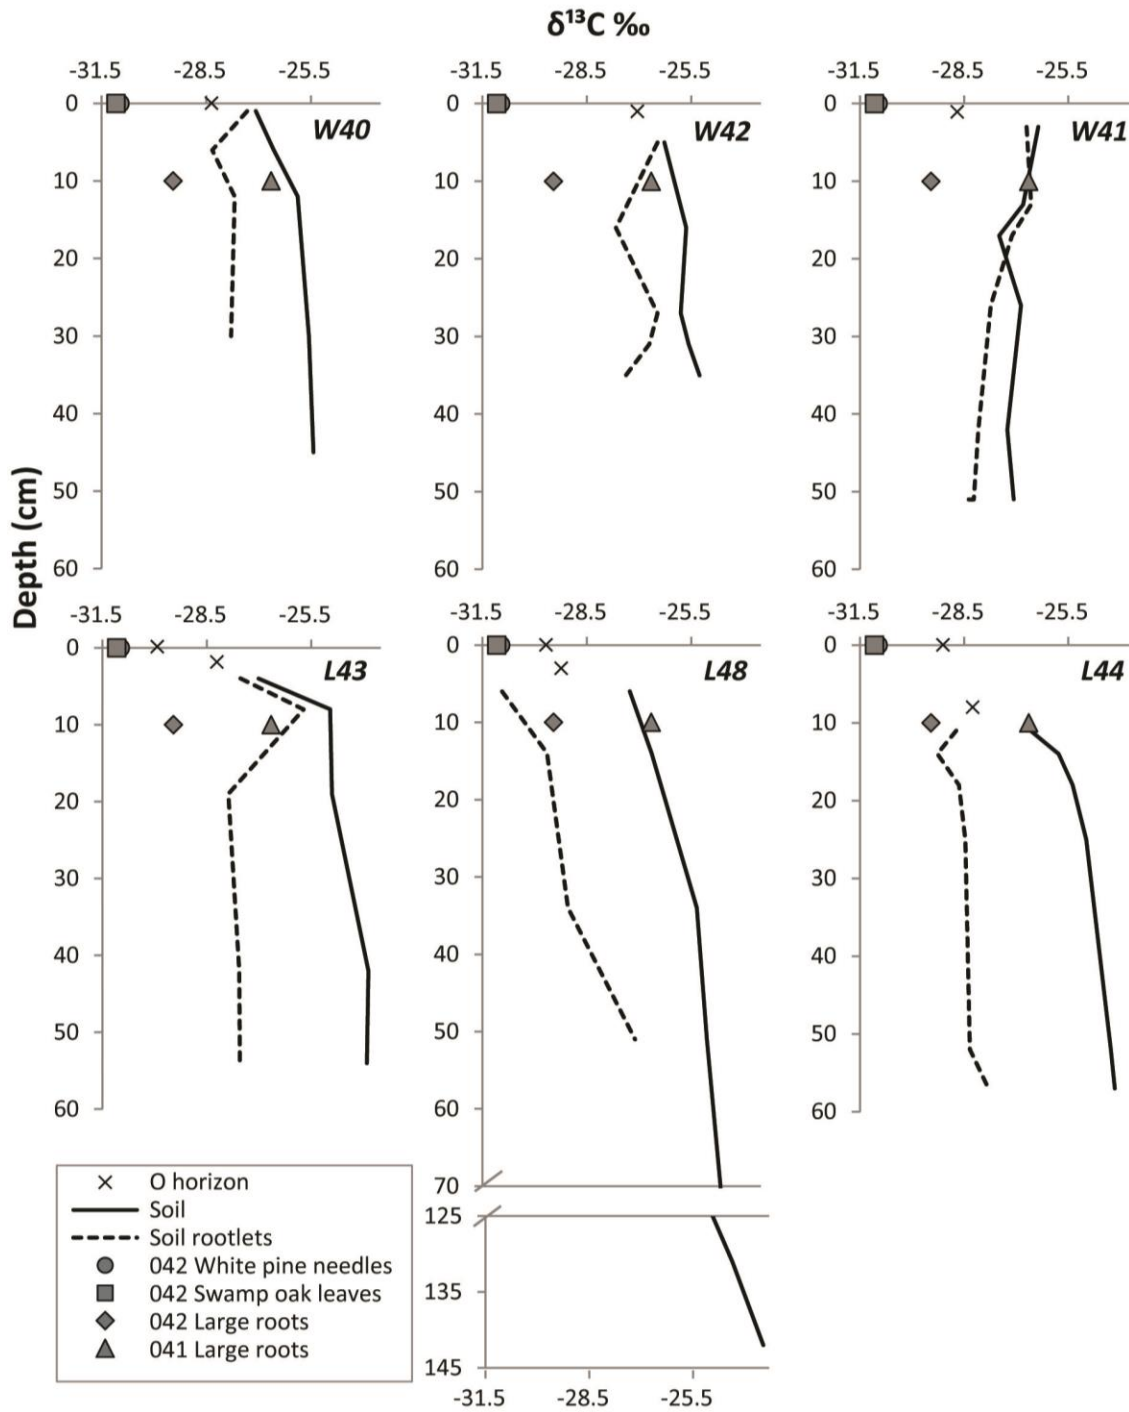 δ¹³C ‰
-31.5 -28.5 -25.5 -31.5 -28.5 -25.5 -31.5 -28.5 -25.5
0 0 0
W40 W42 W41
10 10 10
20 20 20
30 30 30
40 40 40
50 50 50
60 60 60
Depth (cm)
-31.5 -28.5 -25.5 -31.5 -28.5 -25.5 -31.5 -28.5 -25.5
0 0 0
L43 L48 L44
10 10 10
20 20 20
30 30 30
40 40 40
50 50 50
60 60 60
70
125
135
145
-31.5 -28.5 -25.5
O horizon
Soil
Soil rootlets
042 White pine needles
042 Swamp oak leaves
042 Large roots
041 Large roots